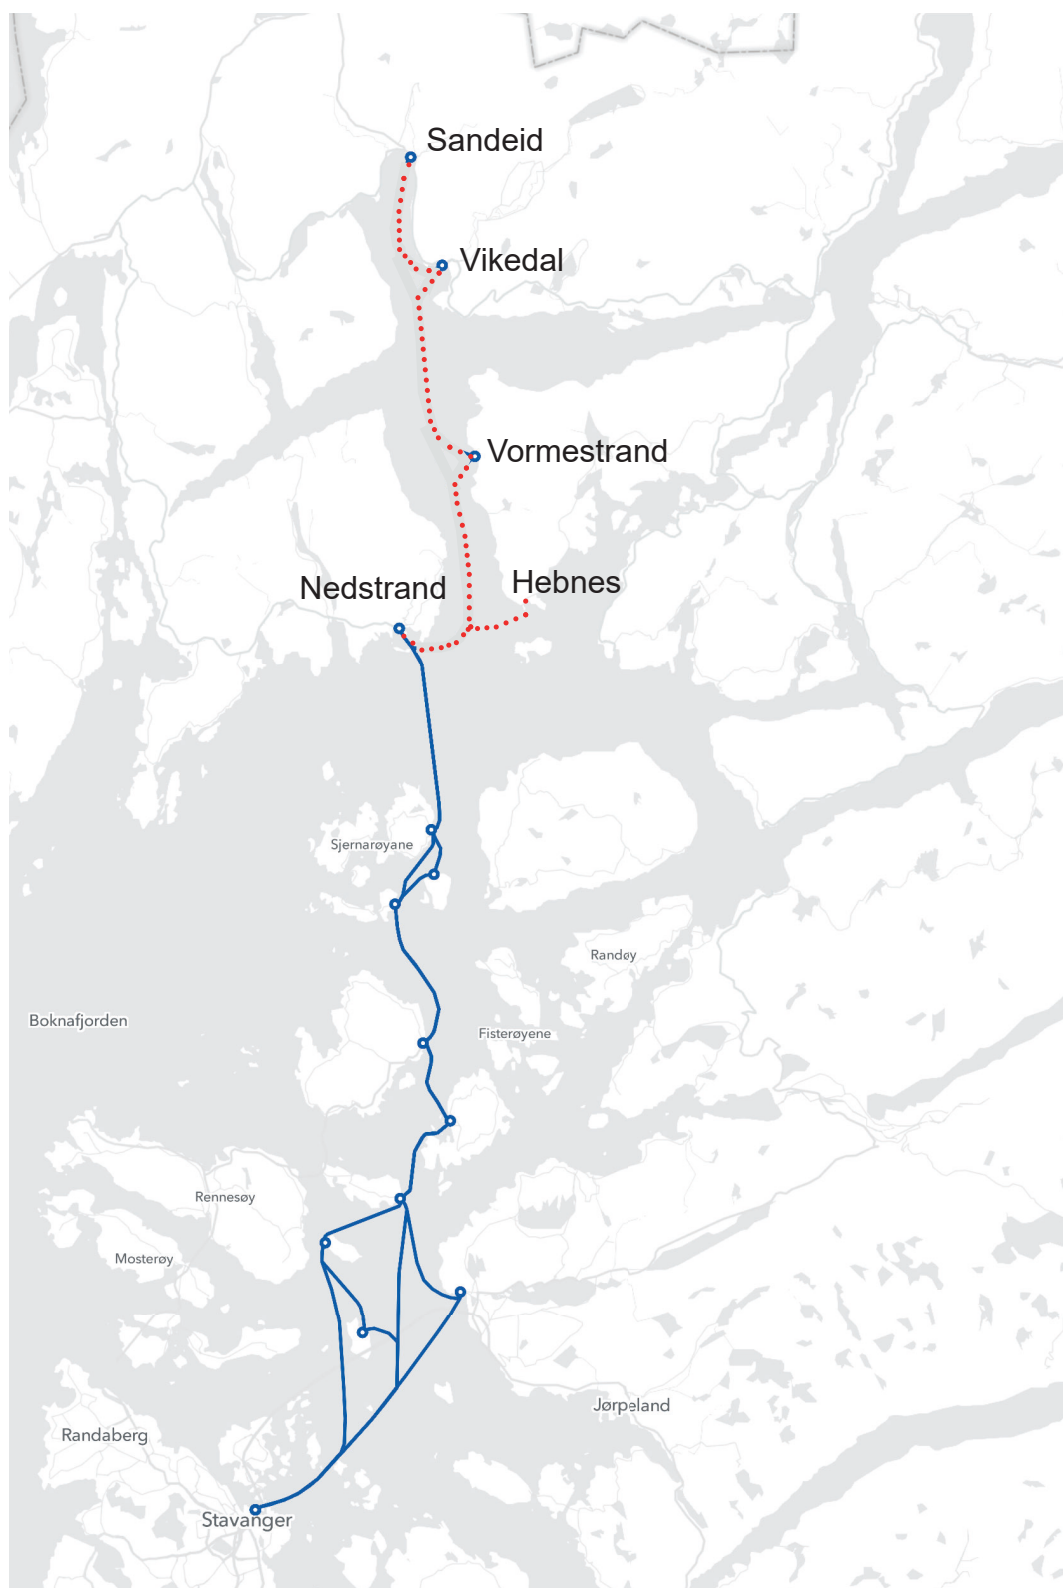 Sandeid
Vikedal
Vormestrand
Hebnes
Nedstrand
Sjernarøyane
Randøy
Boknafjorden
Fisterøyene
Rennesøy
Mosterøy
Jørpeland
Randaberg
Stavanger